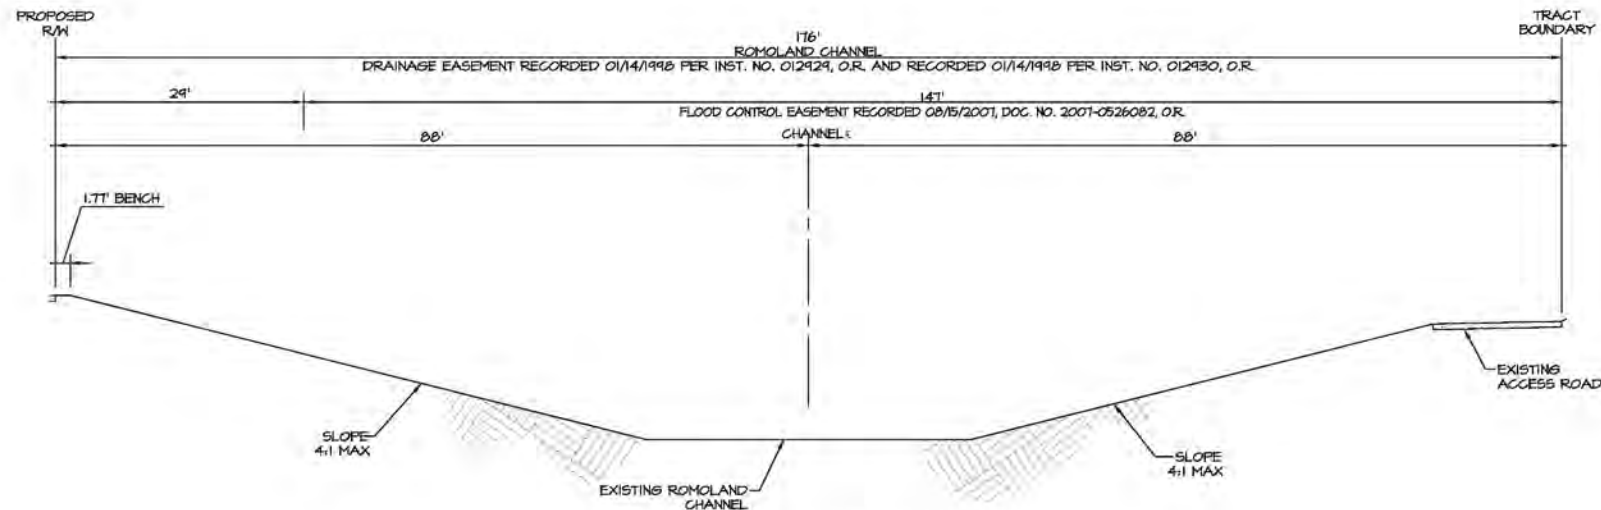 PROPOSED
R/W
TRACT
BOUNDARY
176'
ROMOLAND CHANNEL
DRAINAGE EASEMENT RECORDED 01/14/1998 PER INST. NO. 012929, O.R. AND RECORDED 01/14/1998 PER INST. NO. 012930, O.R.
29'
147'
FLOOD CONTROL EASEMENT RECORDED 08/15/2007, DOC. NO. 2007-0526082, O.R.
88'
CHANNEL ℄
88'
1.77' BENCH
SLOPE
4:1 MAX
EXISTING ROMOLAND
CHANNEL
SLOPE
4:1 MAX
EXISTING
ACCESS ROAD